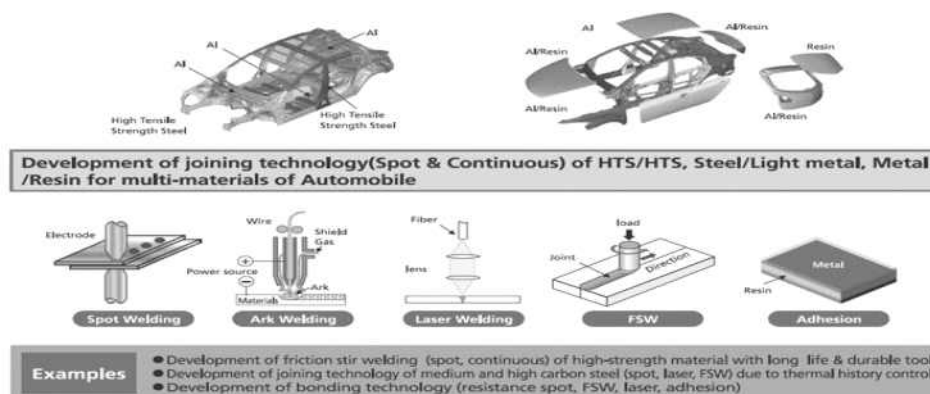 Al
Al
Al
High Tensile
Strength Steel
High Tensile
Strength Steel
Al
Al/Resin
Al/Resin
Resin
Al/Resin
Al/Resin
Development of joining technology(Spot & Continuous) of HTS/HTS, Steel/Light metal, Metal
/Resin for multi-materials of Automobile
Electrode
Spot Welding
Wire
Shield
Gas
Power source
Ark
Materials
Ark Welding
Fiber
lens
Laser Welding
load
Joint
Direction
FSW
Metal
Resin
Adhesion
Examples
● Development of friction stir welding (spot, continuous) of high-strength material with long life & durable tool
● Development of joining technology of medium and high carbon steel (spot, laser, FSW) due to thermal history control
● Development of bonding technology (resistance spot, FSW, laser, adhesion)